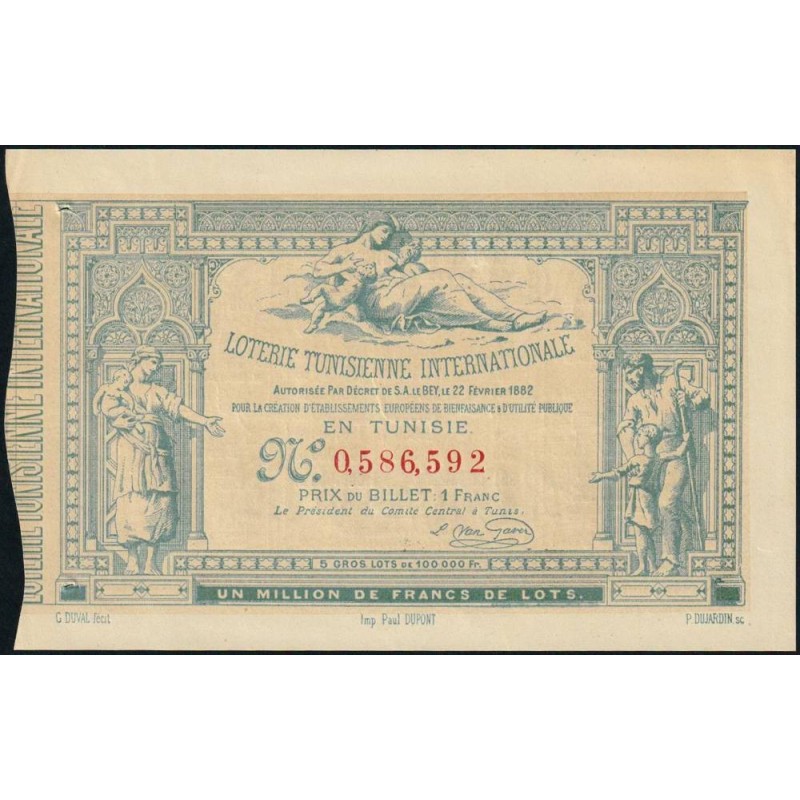 LOTERIE TUNISIENNE INTERNATIONALE
LOTERIE TUNISIENNE INTERNATIONALE
AUTORISÉE PAR DÉCRET DE S.A. LE BEY, LE 22 FÉVRIER 1882
POUR LA CRÉATION D'ÉTABLISSEMENTS EUROPÉENS DE BIENFAISANCE & D'UTILITÉ PUBLIQUE
EN TUNISIE.
No. 0,586,592
PRIX DU BILLET: 1 FRANC
Le Président du Comité Central à Tunis.
L. Van Gaver
5 GROS LOTS DE 100 000 Fr.
UN MILLION DE FRANCS DE LOTS.
G. DUVAL fecit
Imp. Paul DUPONT
P. DUJARDIN.sc